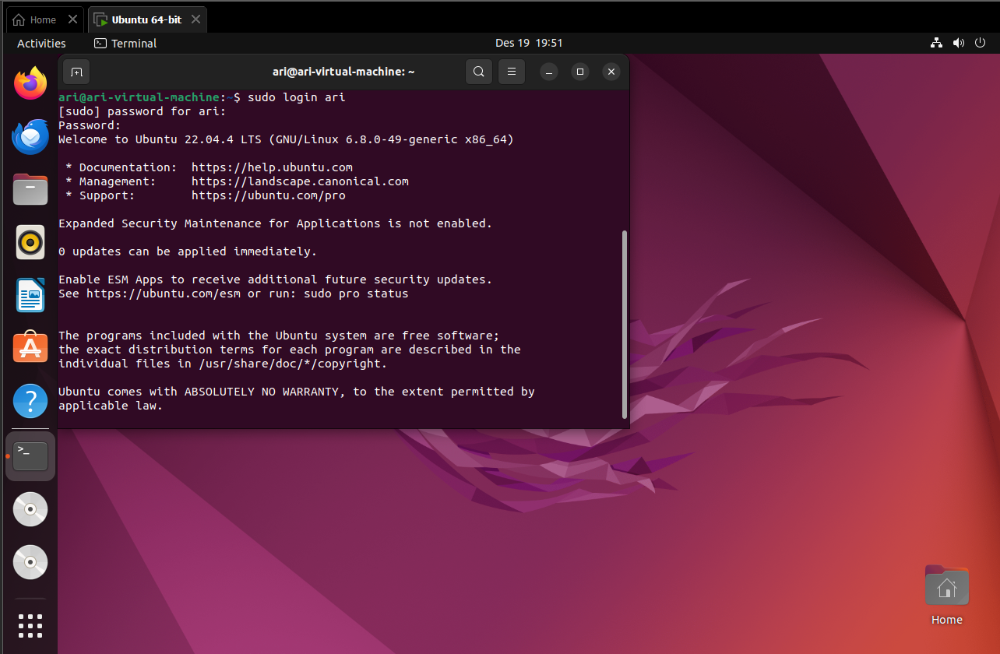 Home
Ubuntu 64-bit
Activities
Terminal
Des 19 19:51
ari@ari-virtual-machine: ~
ari@ari-virtual-machine:~$ sudo login ari
[sudo] password for ari:
Password:
Welcome to Ubuntu 22.04.4 LTS (GNU/Linux 6.8.0-49-generic x86_64)
* Documentation: https://help.ubuntu.com
* Management: https://landscape.canonical.com
* Support: https://ubuntu.com/pro
Expanded Security Maintenance for Applications is not enabled.
0 updates can be applied immediately.
Enable ESM Apps to receive additional future security updates.
See https://ubuntu.com/esm or run: sudo pro status
The programs included with the Ubuntu system are free software;
the exact distribution terms for each program are described in the
individual files in /usr/share/doc/*/copyright.
Ubuntu comes with ABSOLUTELY NO WARRANTY, to the extent permitted by
applicable law.
Home